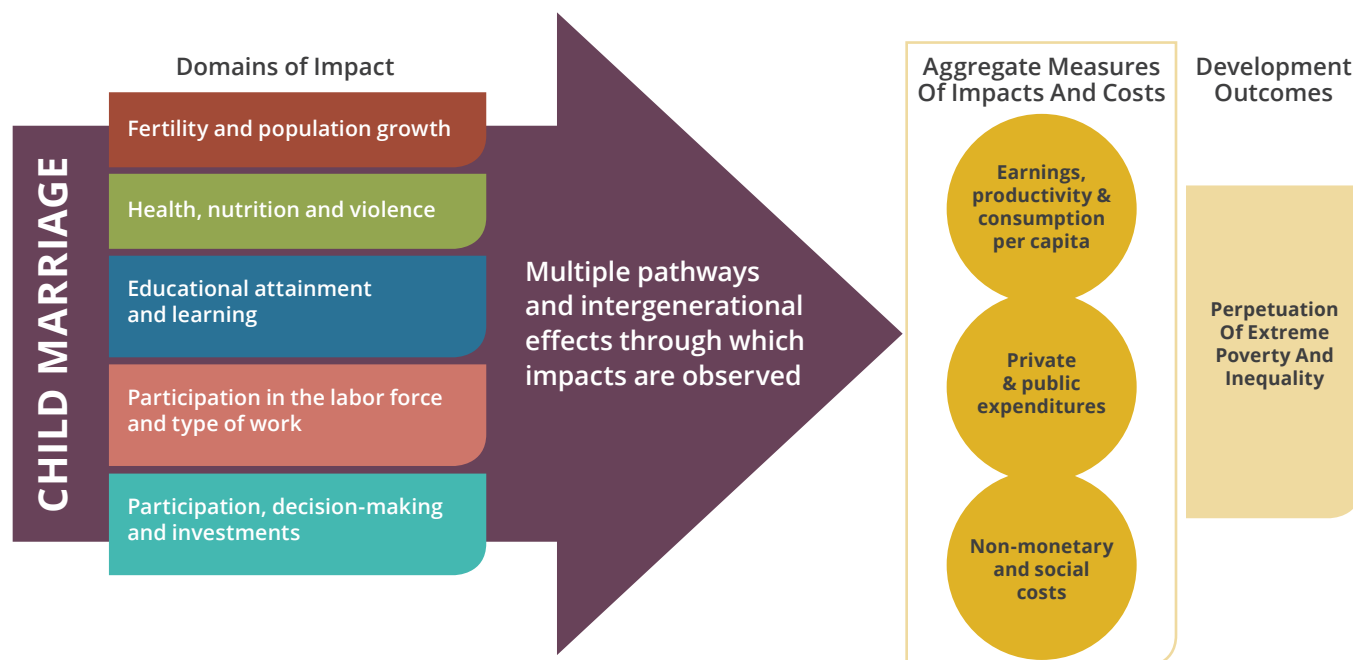 CHILD MARRIAGE
Domains of Impact
Fertility and population growth
Health, nutrition and violence
Educational attainment
and learning
Participation in the labor force
and type of work
Participation, decision-making
and investments
Multiple pathways
and intergenerational
effects through which
impacts are observed
Aggregate Measures
Of Impacts And Costs
Earnings,
productivity &
consumption
per capita
Private
& public
expenditures
Non-monetary
and social
costs
Development
Outcomes
Perpetuation
Of Extreme
Poverty And
Inequality